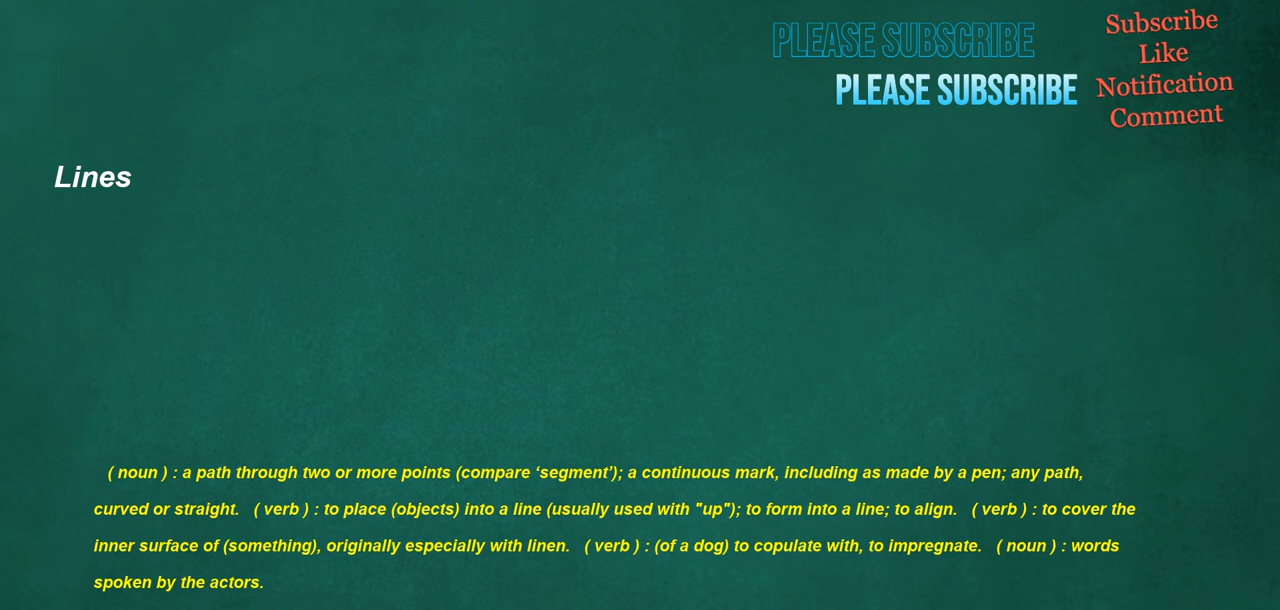 PLEASE SUBSCRIBE
PLEASE SUBSCRIBE
Subscribe
Like
Notification
Comment
Lines
( noun ) : a path through two or more points (compare ‘segment’); a continuous mark, including as made by a pen; any path,
curved or straight. ( verb ) : to place (objects) into a line (usually used with "up"); to form into a line; to align. ( verb ) : to cover the
inner surface of (something), originally especially with linen. ( verb ) : (of a dog) to copulate with, to impregnate. ( noun ) : words
spoken by the actors.